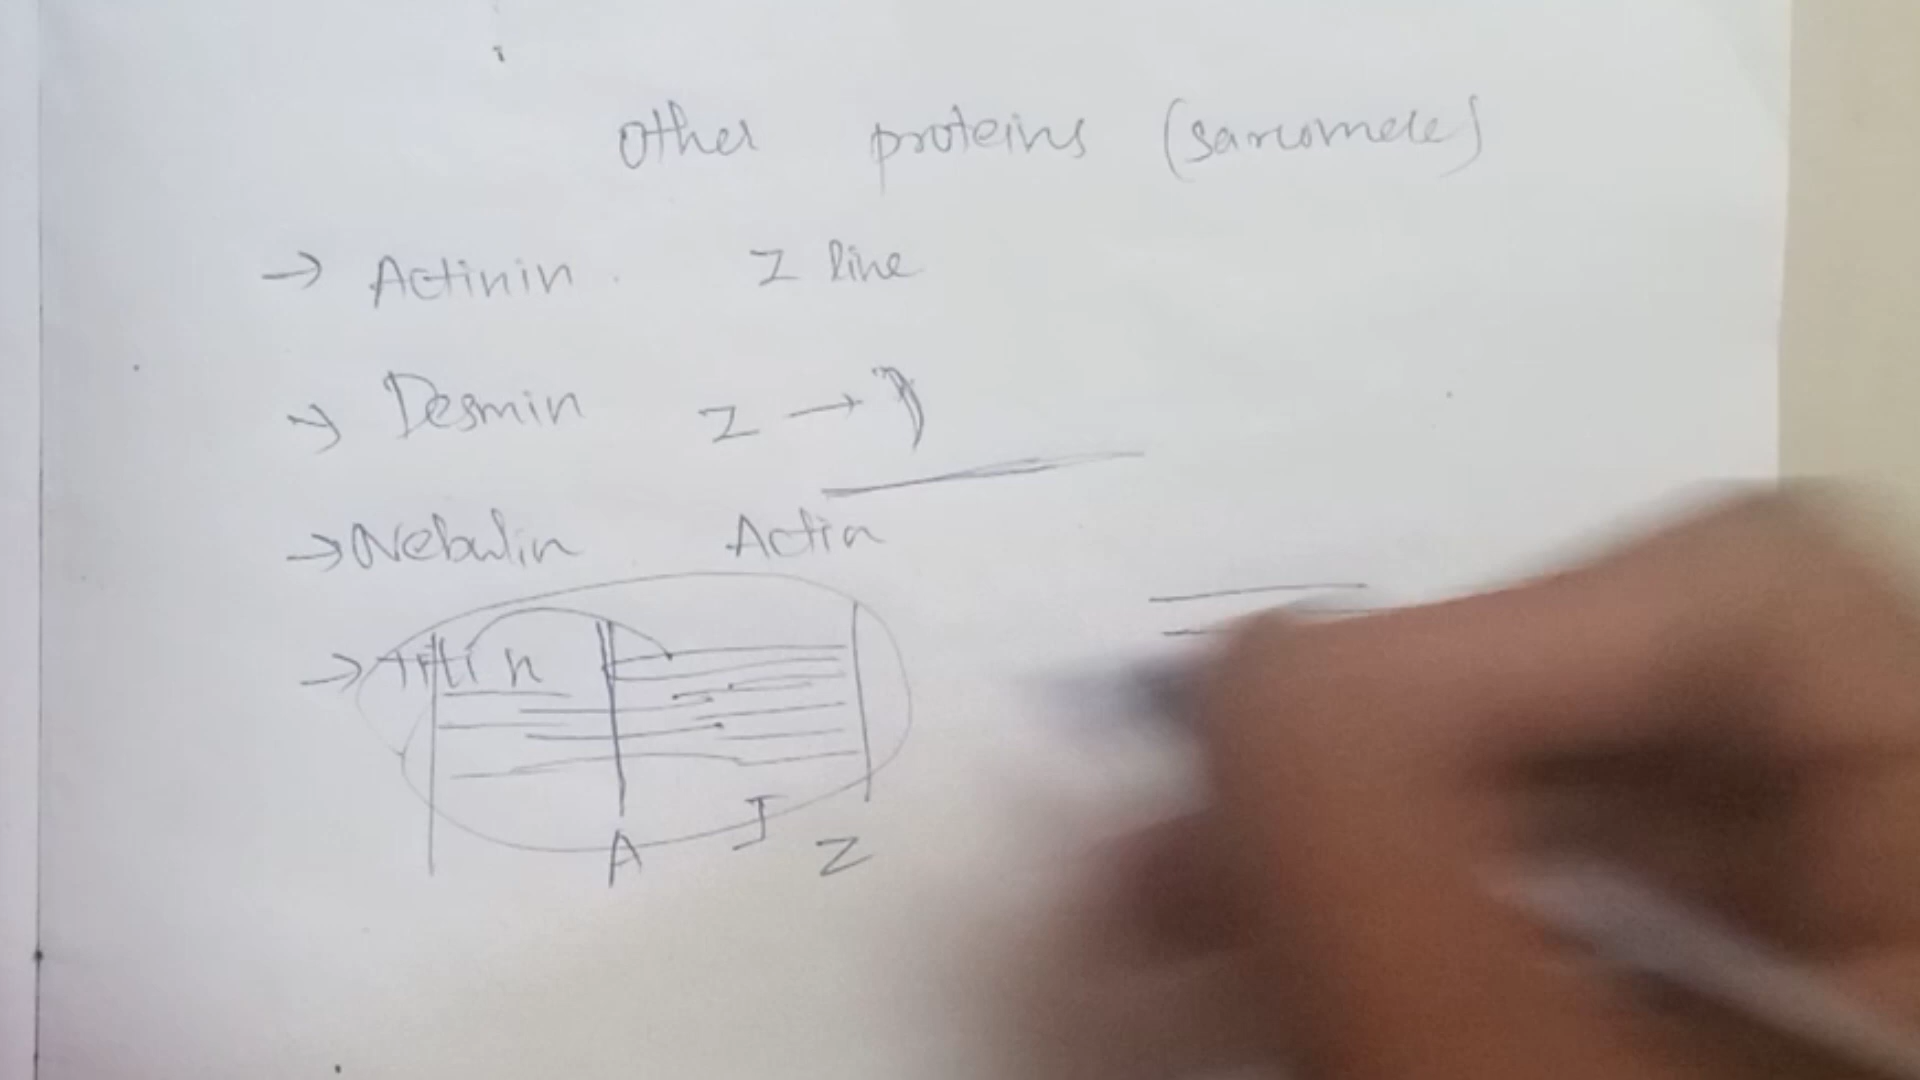 Other proteins (sarcomere)
→ Actinin Z line
→ Desmin Z →
→ Nebulin Actin
→ Titin
A I Z